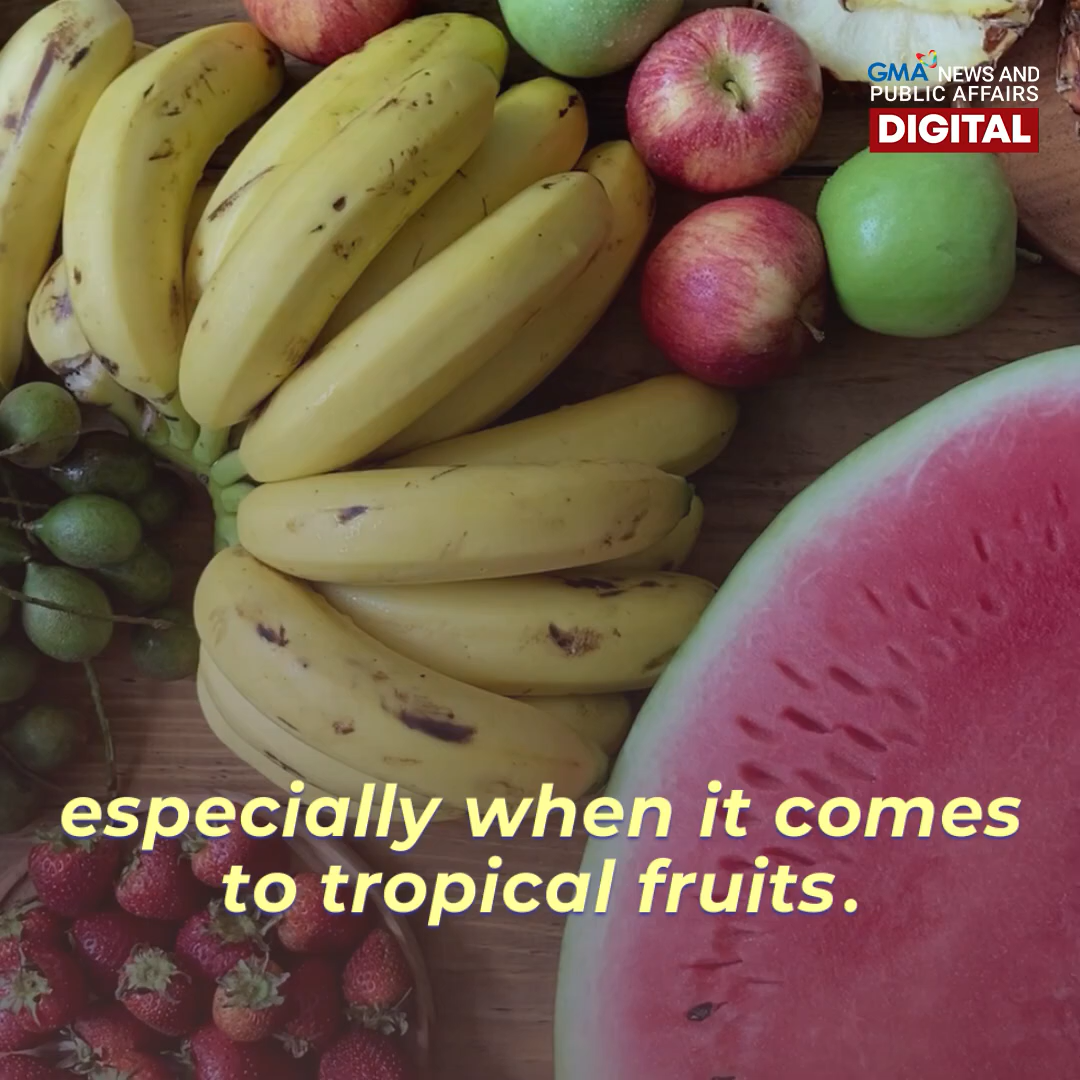 GMA NEWS AND
PUBLIC AFFAIRS
DIGITAL
especially when it comes
to tropical fruits.